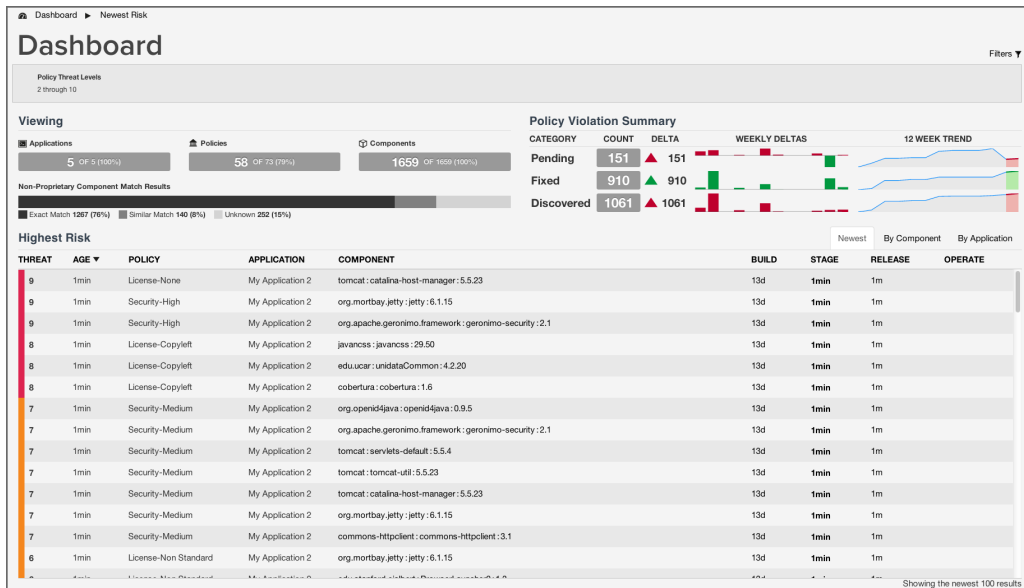 Dashboard ▶ Newest Risk
Dashboard
Filters
Policy Threat Levels
2 through 10
Viewing
Applications Policies Components
5 OF 5 (100%) 58 OF 73 (79%) 1659 OF 1659 (100%)
Non-Proprietary Component Match Results
Exact Match 1267 (76%) Similar Match 140 (8%) Unknown 252 (15%)
Policy Violation Summary
CATEGORY COUNT DELTA WEEKLY DELTAS 12 WEEK TREND
Pending 151 151
Fixed 910 910
Discovered 1061 1061
Highest Risk
Newest By Component By Application
THREAT AGE ▼ POLICY APPLICATION COMPONENT BUILD STAGE RELEASE OPERATE
9 1min License-None My Application 2 tomcat : catalina-host-manager : 5.5.23 13d 1min 1m
9 1min Security-High My Application 2 org.mortbay.jetty : jetty : 6.1.15 13d 1min 1m
9 1min Security-High My Application 2 org.apache.geronimo.framework : geronimo-security : 2.1 13d 1min 1m
8 1min License-Copyleft My Application 2 javancss : javancss : 29.50 13d 1min 1m
8 1min License-Copyleft My Application 2 edu.ucar : unidataCommon : 4.2.20 13d 1min 1m
8 1min License-Copyleft My Application 2 cobertura : cobertura : 1.6 13d 1min 1m
7 1min Security-Medium My Application 2 org.openid4java : openid4java : 0.9.5 13d 1min 1m
7 1min Security-Medium My Application 2 org.apache.geronimo.framework : geronimo-security : 2.1 13d 1min 1m
7 1min Security-Medium My Application 2 tomcat : servlets-default : 5.5.4 13d 1min 1m
7 1min Security-Medium My Application 2 tomcat : tomcat-util : 5.5.23 13d 1min 1m
7 1min Security-Medium My Application 2 tomcat : catalina-host-manager : 5.5.23 13d 1min 1m
7 1min Security-Medium My Application 2 org.mortbay.jetty : jetty : 6.1.15 13d 1min 1m
7 1min Security-Medium My Application 2 commons-httpclient : commons-httpclient : 3.1 13d 1min 1m
6 1min License-Non Standard My Application 2 org.mortbay.jetty : jetty : 6.1.15 13d 1min 1m
Showing the newest 100 results